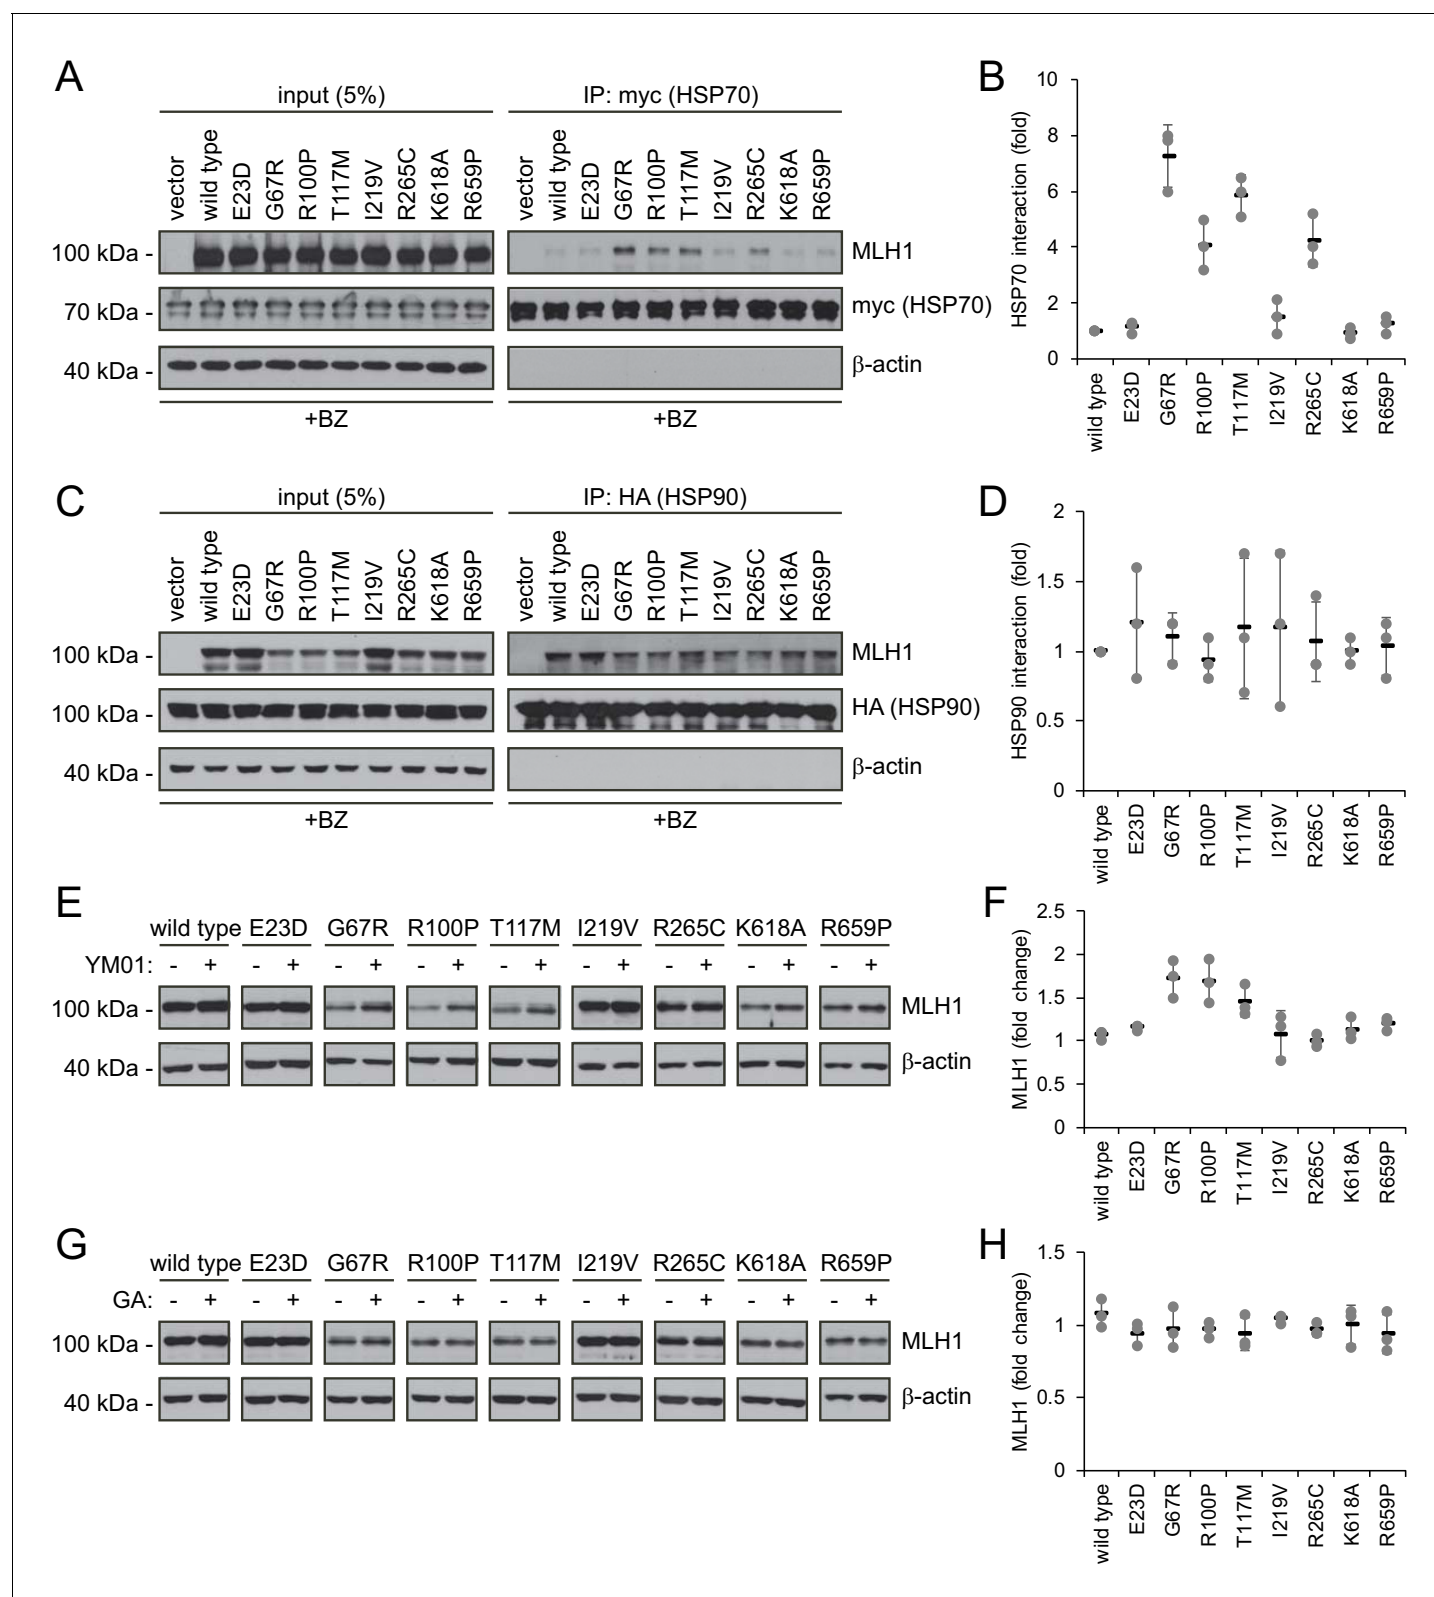 A
input (5%)
IP: myc (HSP70)
vector
wild type
E23D
G67R
R100P
T117M
I219V
R265C
K618A
R659P
vector
wild type
E23D
G67R
R100P
T117M
I219V
R265C
K618A
R659P
100 kDa -
MLH1
70 kDa -
myc (HSP70)
40 kDa -
β-actin
+BZ
+BZ
B
HSP70 interaction (fold)
10
8
6
4
2
0
wild type
E23D
G67R
R100P
T117M
I219V
R265C
K618A
R659P
C
input (5%)
IP: HA (HSP90)
vector
wild type
E23D
G67R
R100P
T117M
I219V
R265C
K618A
R659P
vector
wild type
E23D
G67R
R100P
T117M
I219V
R265C
K618A
R659P
100 kDa -
MLH1
100 kDa -
HA (HSP90)
40 kDa -
β-actin
+BZ
+BZ
D
HSP90 interaction (fold)
2
1.5
1
0.5
0
wild type
E23D
G67R
R100P
T117M
I219V
R265C
K618A
R659P
E
wild type E23D G67R R100P T117M I219V R265C K618A R659P
YM01: - + - + - + - + - + - + - + - + - +
100 kDa -
MLH1
40 kDa -
β-actin
F
MLH1 (fold change)
2.5
2
1.5
1
0.5
0
wild type
E23D
G67R
R100P
T117M
I219V
R265C
K618A
R659P
G
wild type E23D G67R R100P T117M I219V R265C K618A R659P
GA: - + - + - + - + - + - + - + - + - +
100 kDa -
MLH1
40 kDa -
β-actin
H
MLH1 (fold change)
1.5
1
0.5
0
wild type
E23D
G67R
R100P
T117M
I219V
R265C
K618A
R659P